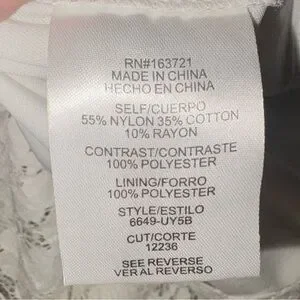 RN#163721
MADE IN CHINA
HECHO EN CHINA
SELF/CUERPO
55% NYLON 35% COTTON
10% RAYON
CONTRAST/CONTRASTE
100% POLYESTER
LINING/FORRO
100% POLYESTER
STYLE/ESTILO
6649-UY5B
CUT/CORTE
12236
SEE REVERSE
VER AL REVERSO